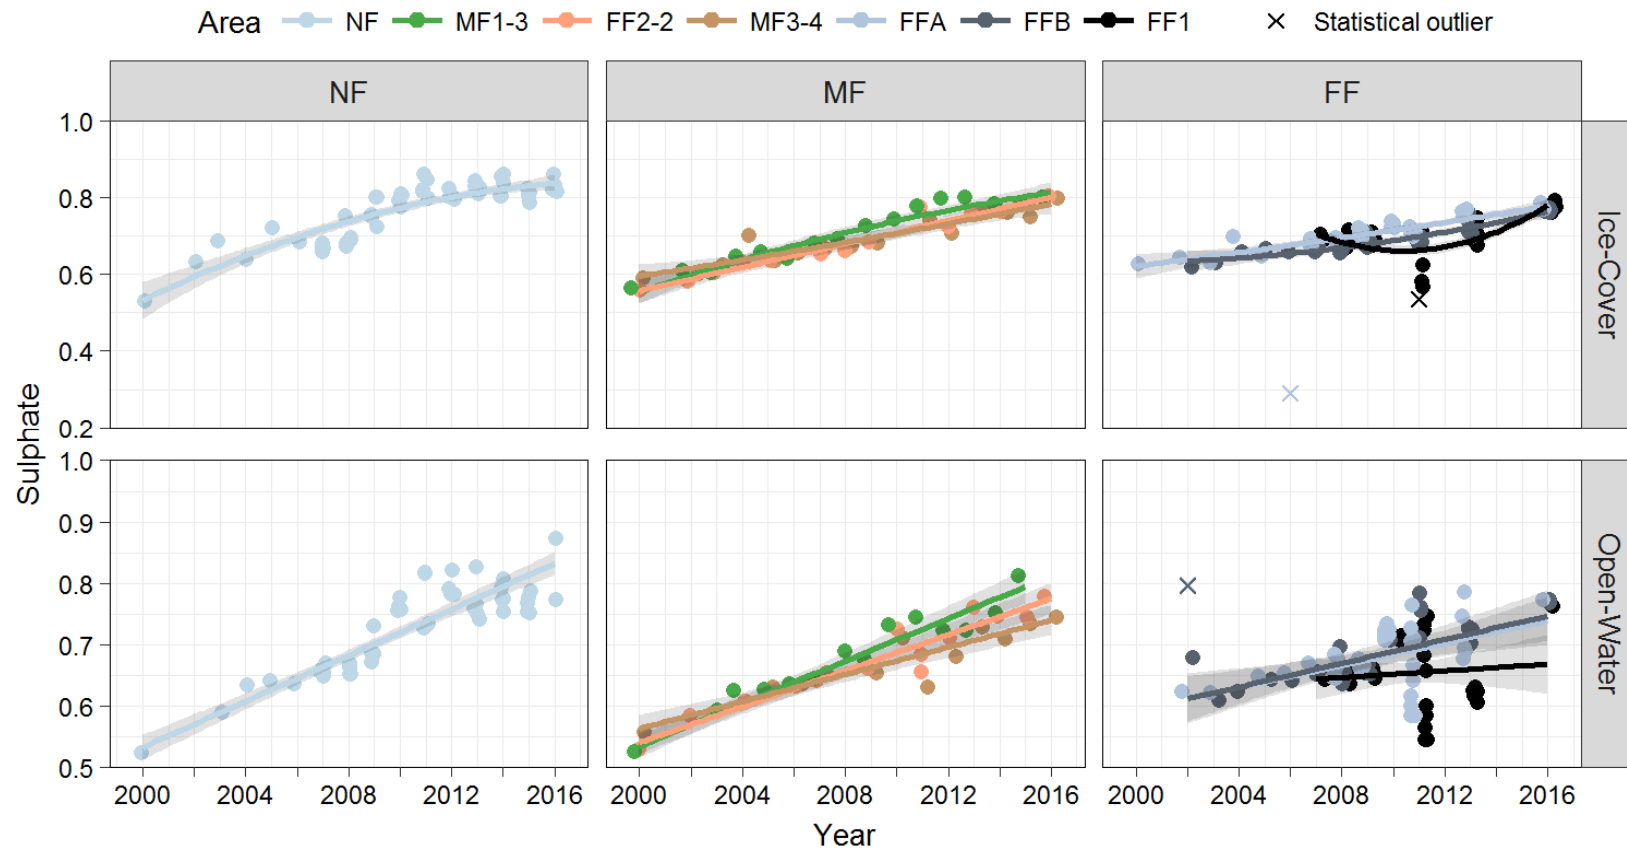 Area NF MF1-3 FF2-2 MF3-4 FFA FFB FF1 Statistical outlier
NF MF FF
1.0
0.8
0.6
0.4
0.2
Ice-Cover
Sulphate
1.0
0.9
0.8
0.7
0.6
0.5
Open-Water
2000 2004 2008 2012 2016 2000 2004 2008 2012 2016 2000 2004 2008 2012 2016
Year